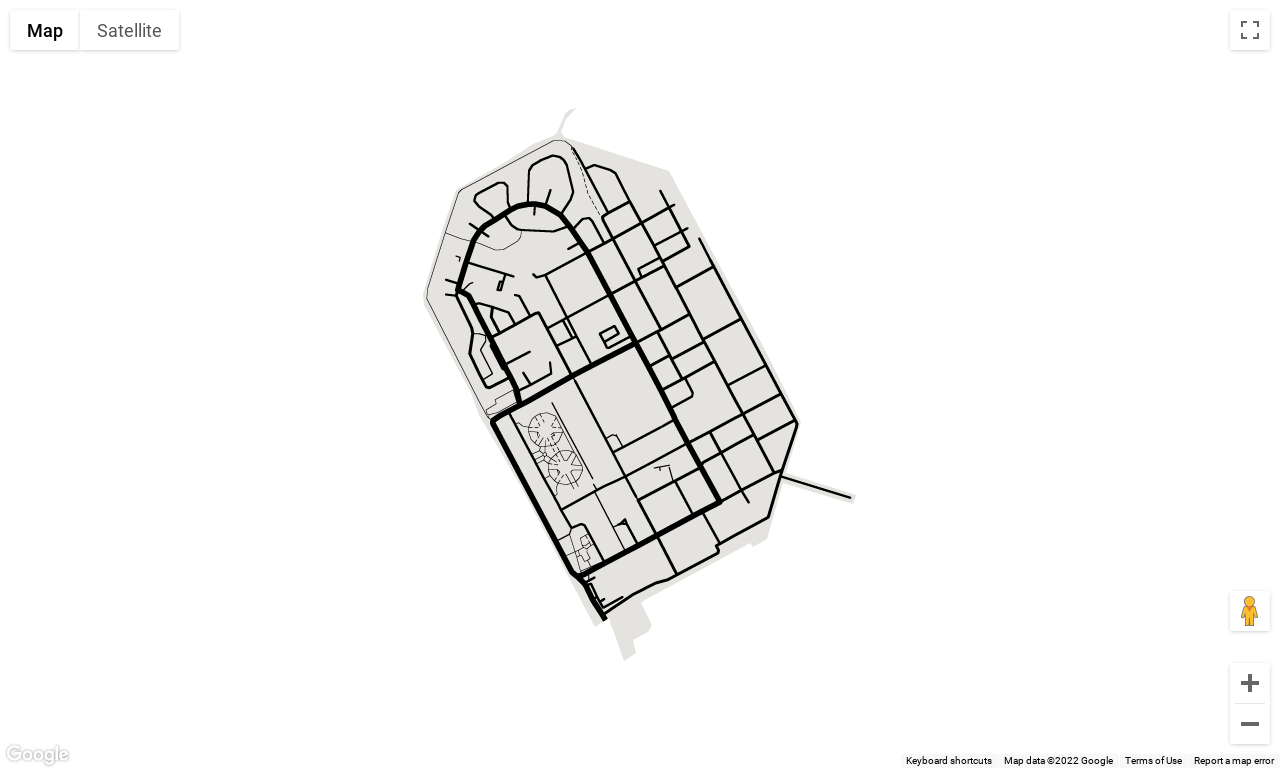 Map Satellite
Google
Keyboard shortcuts Map data ©2022 Google Terms of Use Report a map error